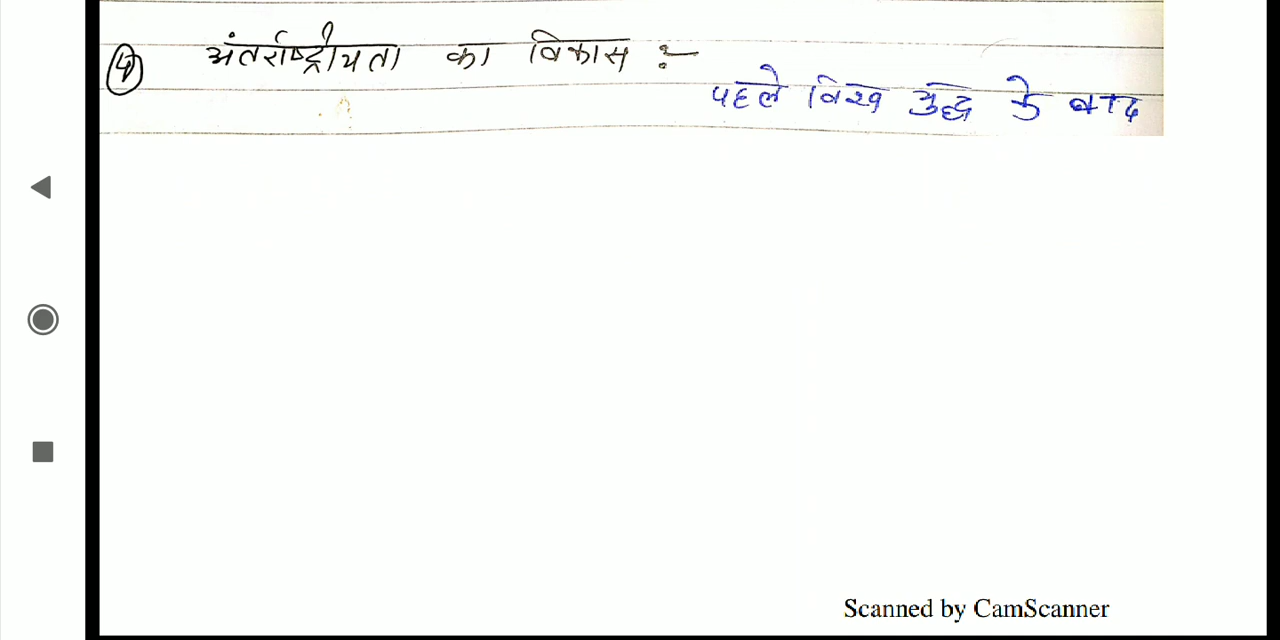 ④ अंतर्राष्ट्रीयता का विकास :-
पहले विश्व युद्ध के बाद
Scanned by CamScanner